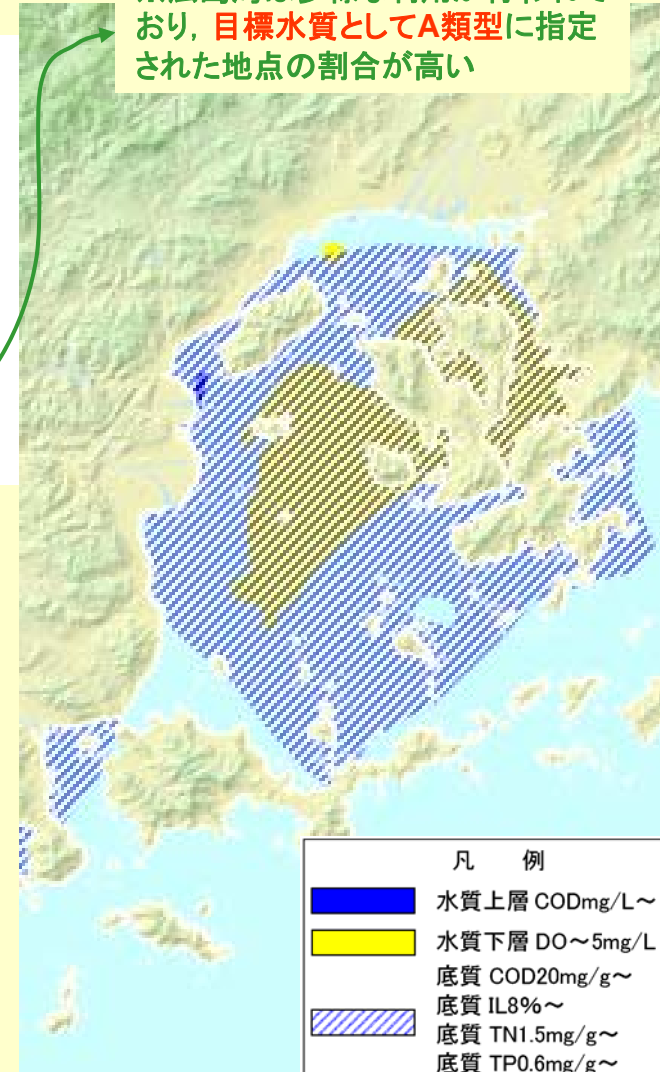 おり，目標水質としてA類型に指定
された地点の割合が高い
凡 例
水質上層 CODmg/L～
水質下層 DO～5mg/L
底質 COD20mg/g～
底質 IL8%～
底質 TN1.5mg/g～
底質 TP0.6mg/g～